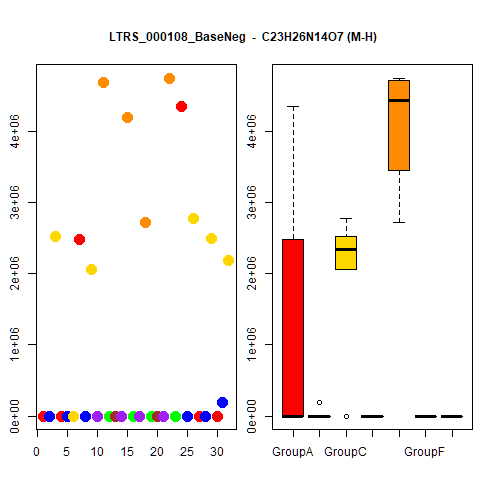 LTRS_000108_BaseNeg - C23H26N14O7 (M-H)
4e+06
3e+06
2e+06
1e+06
0e+00
0 5 10 15 20 25 30
4e+06
3e+06
2e+06
1e+06
0e+00
GroupA GroupC GroupF